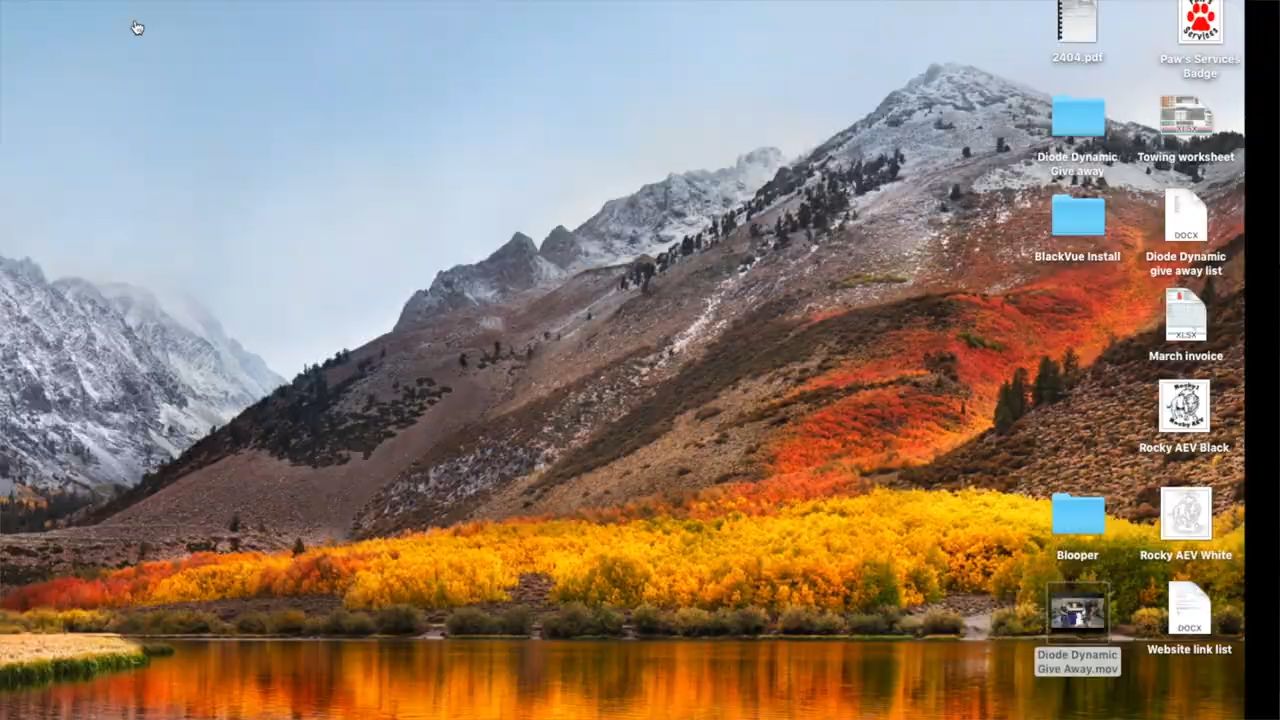 2404.pdf
Services
Paw's Services
Badge
Diode Dynamic
Give away
XLSX
Towing worksheet
BlackVue Install
DOCX
Diode Dynamic
give away list
XLSX
March invoice
Rocky AEV Black
Blooper
Rocky AEV White
Diode Dynamic
Give Away.mov
DOCX
Website link list